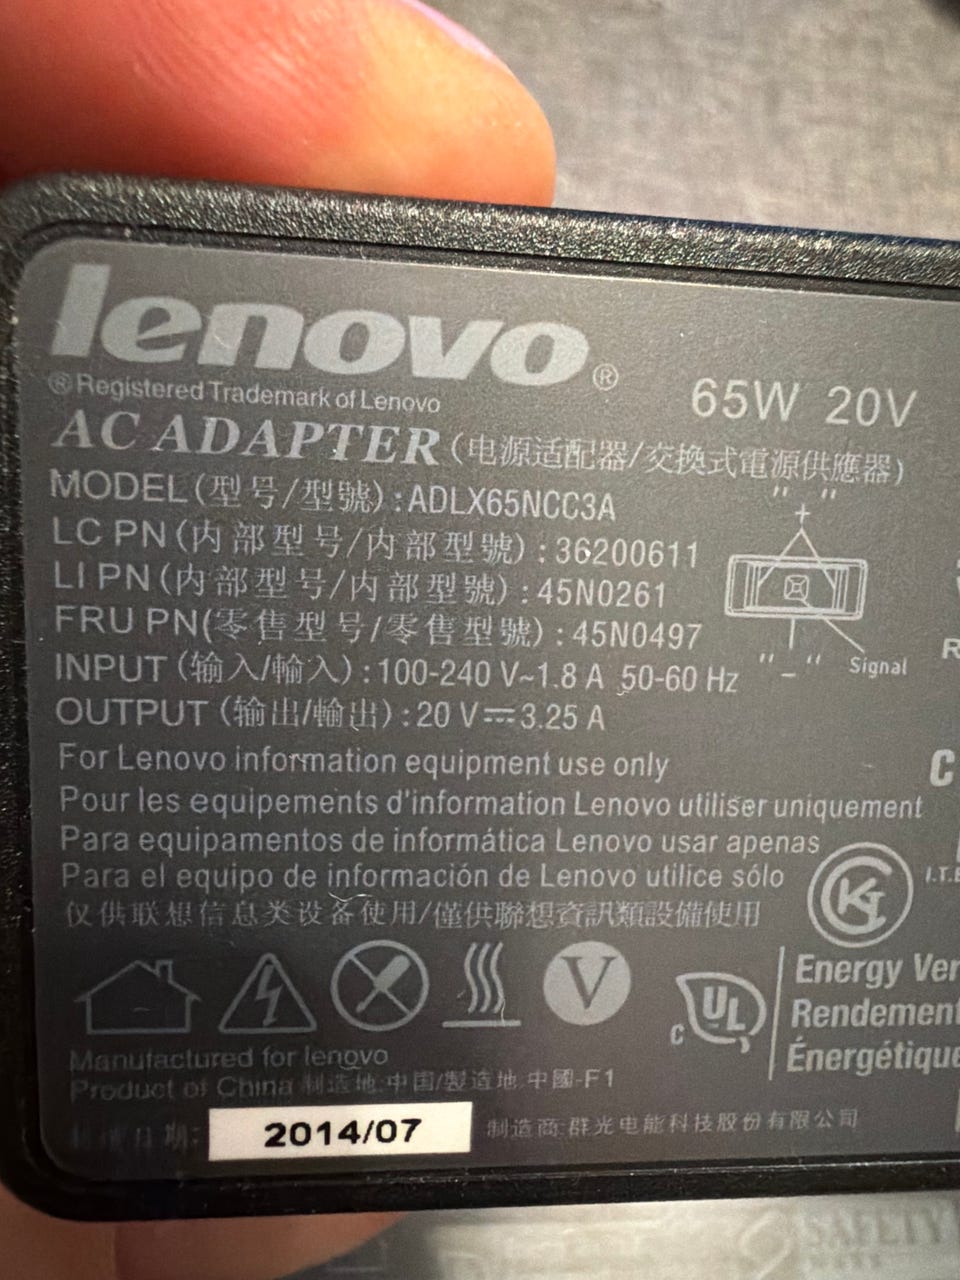 lenovo®
65W 20V
® Registered Trademark of Lenovo
AC ADAPTER (电源适配器/交換式電源供應器)
MODEL (型号/型號) : ADLX65NCC3A
LC PN (内部型号/内部型號) : 36200611
LI PN (内部型号/内部型號) : 45N0261
FRU PN(零售型号/零售型號) : 45N0497
INPUT (输入/輸入) : 100-240 V~1.8 A 50-60 Hz
OUTPUT (输出/輸出) : 20 V⎓3.25 A
" + "
" - "
Signal
For Lenovo information equipment use only
Pour les equipements d'information Lenovo utiliser uniquement
Para equipamentos de informática Lenovo usar apenas
Para el equipo de información de Lenovo utilice sólo
仅供联想信息类设备使用/僅供聯想資訊類設備使用
I.T.E
V
c UL
Energy Ver
Rendement
Énergétique
Manufactured for lenovo
Product of China 制造地:中国/製造地:中國-F1
日期:
2014/07
制造商:群光电能科技股份有限公司
SAFETY